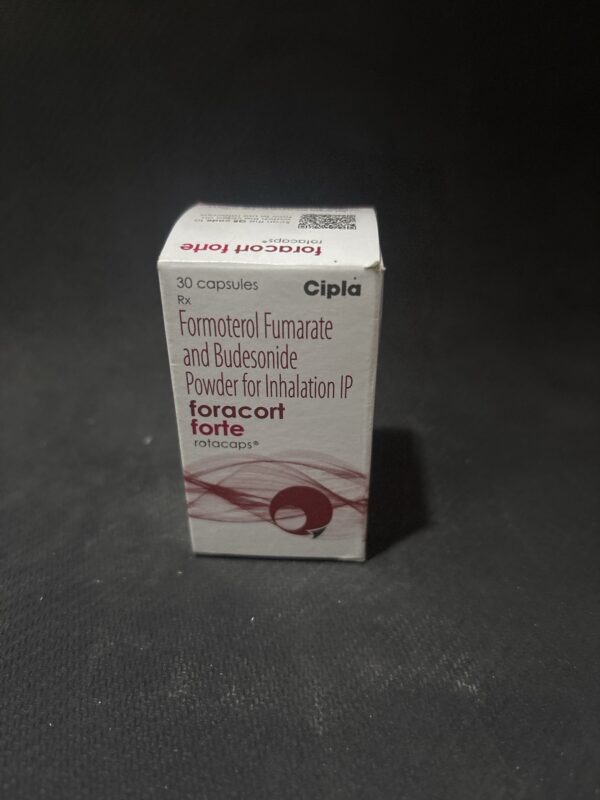 foracort forte
rotacaps®
30 capsules
Cipla
Rx
Formoterol Fumarate
and Budesonide
Powder for Inhalation IP
foracort
forte
rotacaps®